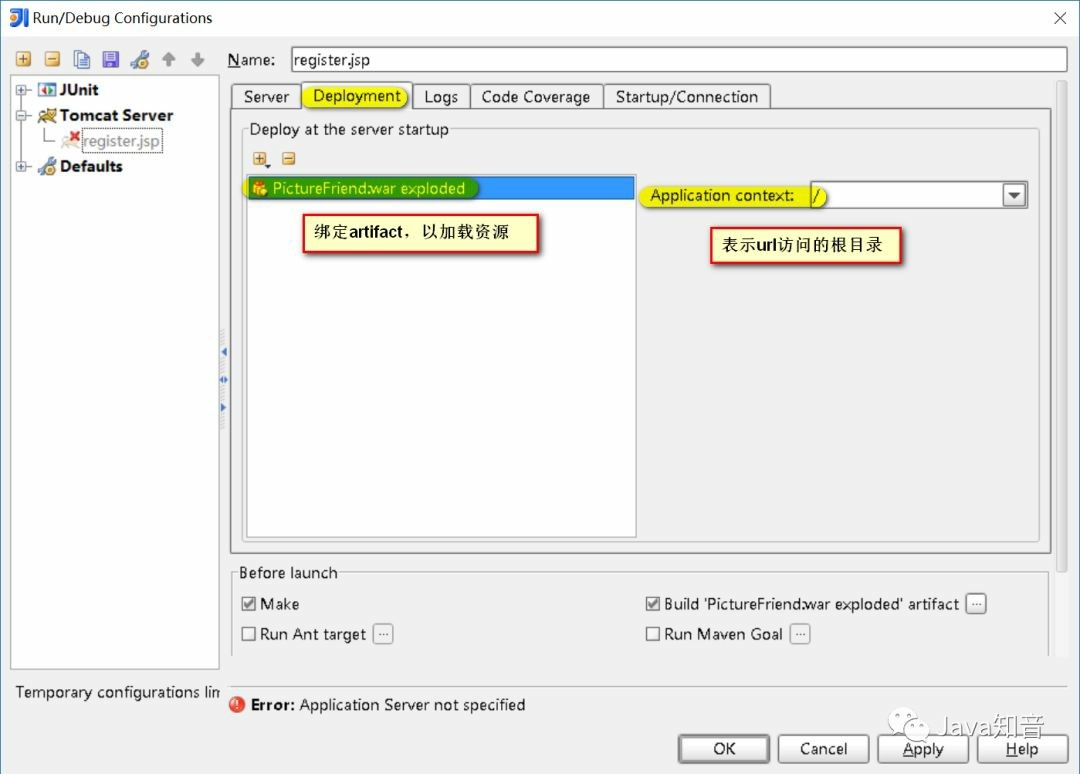 Run/Debug Configurations
Name: register.jsp
JUnit
Tomcat Server
register.jsp
Defaults
Server Deployment Logs Code Coverage Startup/Connection
Deploy at the server startup
PictureFriend:war exploded
Application context: /
绑定artifact，以加载资源
表示url访问的根目录
Before launch
Make
Build 'PictureFriend:war exploded' artifact
Run Ant target
Run Maven Goal
Temporary configurations lin
Error: Application Server not specified
Java知音
OK Cancel Apply Help